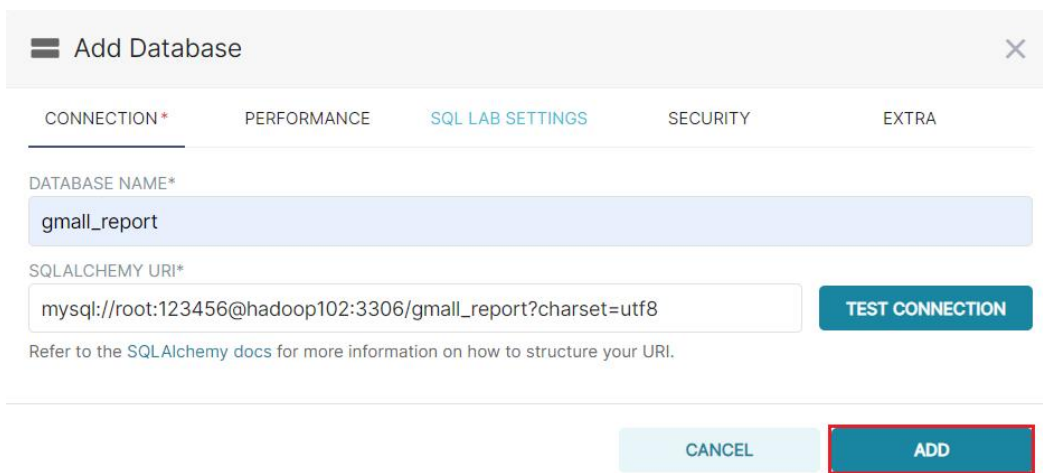 Add Database
CONNECTION * PERFORMANCE SQL LAB SETTINGS SECURITY EXTRA
DATABASE NAME*
gmall_report
SQLALCHEMY URI*
mysql://root:123456@hadoop102:3306/gmall_report?charset=utf8 TEST CONNECTION
Refer to the SQLAlchemy docs for more information on how to structure your URI.
CANCEL ADD